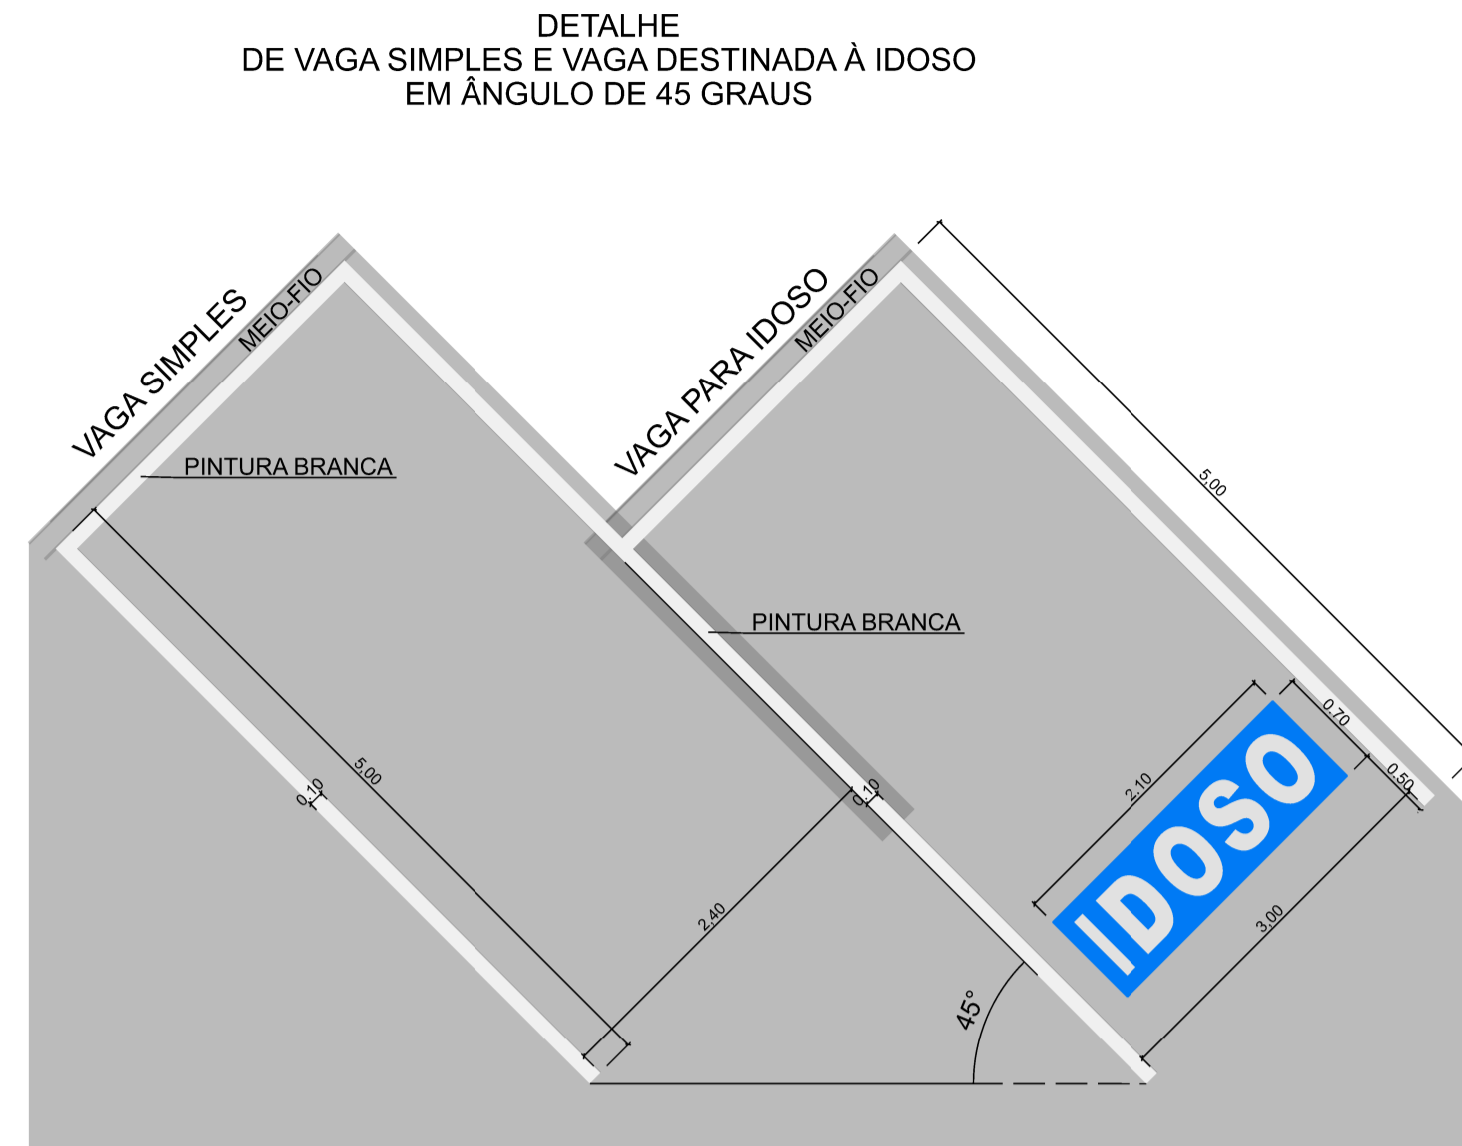 DETALHE
DE VAGA SIMPLES E VAGA DESTINADA À IDOSO
EM ÂNGULO DE 45 GRAUS
VAGA SIMPLES
MEIO-FIO
VAGA PARA IDOSO
MEIO-FIO
PINTURA BRANCA
5,00
PINTURA BRANCA
0.70
5,00
0.10
2.10
0.10
0.50
IDOSO
2,40
3,00
45°